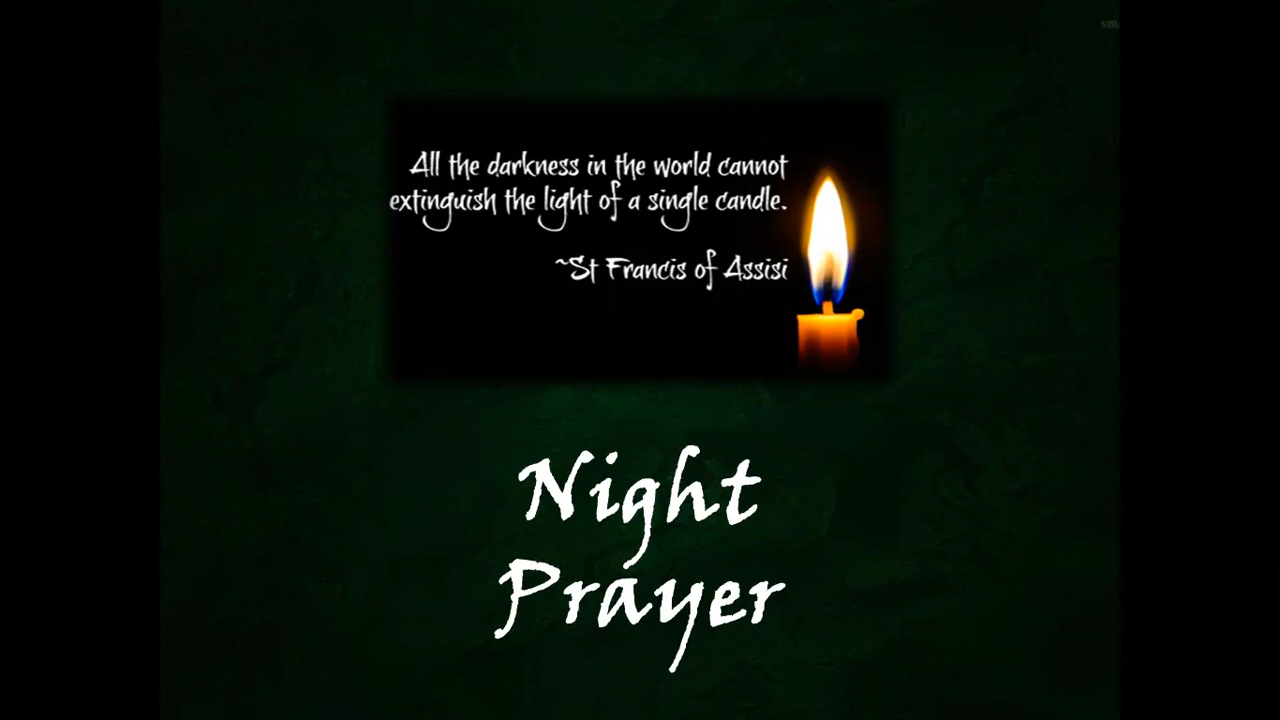 All the darkness in the world cannot
extinguish the light of a single candle.
~St Francis of Assisi
Night
Prayer